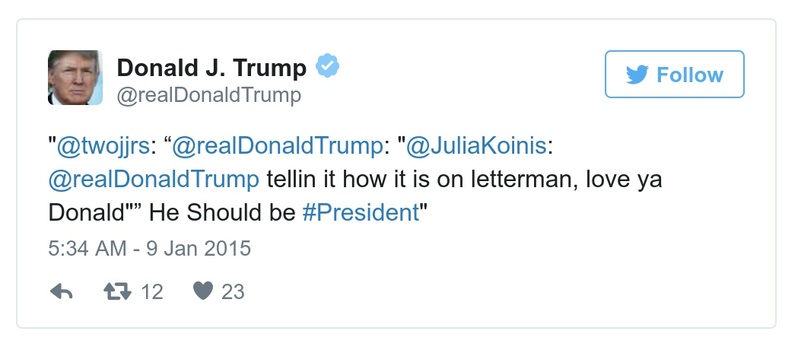 Donald J. Trump
@realDonaldTrump
Follow
"@twojjrs: “@realDonaldTrump: "@JuliaKoinis:
@realDonaldTrump tellin it how it is on letterman, love ya
Donald"” He Should be #President"
5:34 AM - 9 Jan 2015
12 23